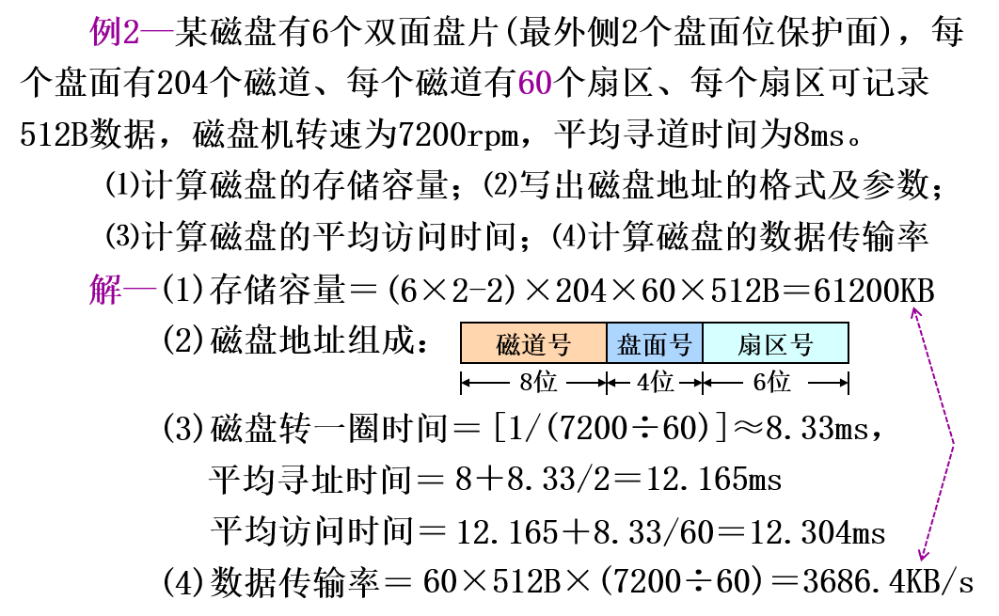 例2—某磁盘有6个双面盘片(最外侧2个盘面位保护面)，每
个盘面有204个磁道、每个磁道有60个扇区、每个扇区可记录
512B数据，磁盘机转速为7200rpm，平均寻道时间为8ms。
⑴计算磁盘的存储容量；⑵写出磁盘地址的格式及参数；
⑶计算磁盘的平均访问时间；⑷计算磁盘的数据传输率
解—(1)存储容量＝(6×2-2)×204×60×512B＝61200KB
(2)磁盘地址组成： 磁道号 盘面号 扇区号
8位 4位 6位
(3)磁盘转一圈时间＝[1/(7200÷60)]≈8.33ms，
平均寻址时间＝8＋8.33/2＝12.165ms
平均访问时间＝12.165＋8.33/60＝12.304ms
(4)数据传输率＝60×512B×(7200÷60)＝3686.4KB/s